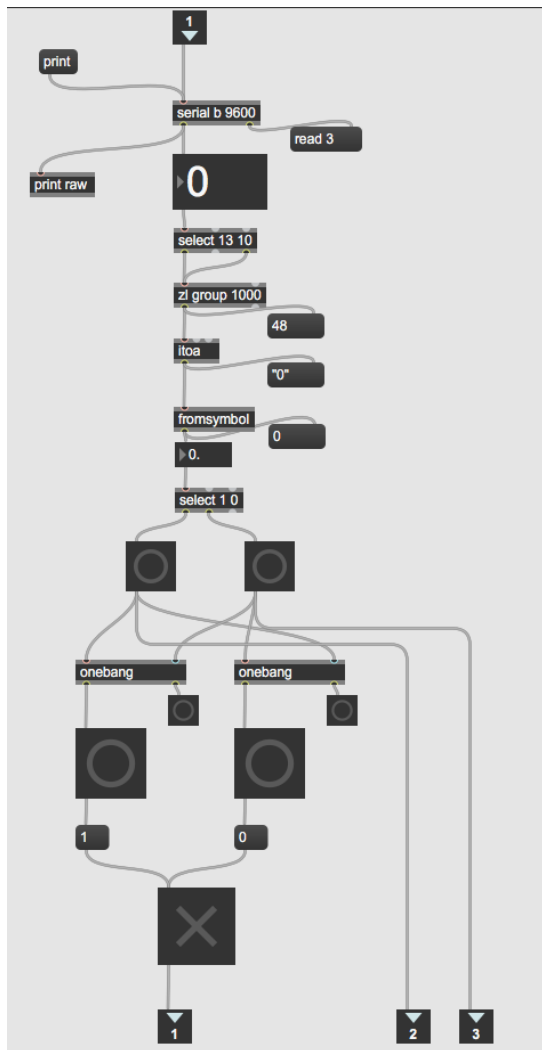 1
print
serial b 9600
read 3
print raw
0
select 13 10
zl group 1000
48
itoa
"0"
fromsymbol
0
0.
select 1 0
onebang
onebang
1
0
1
2
3